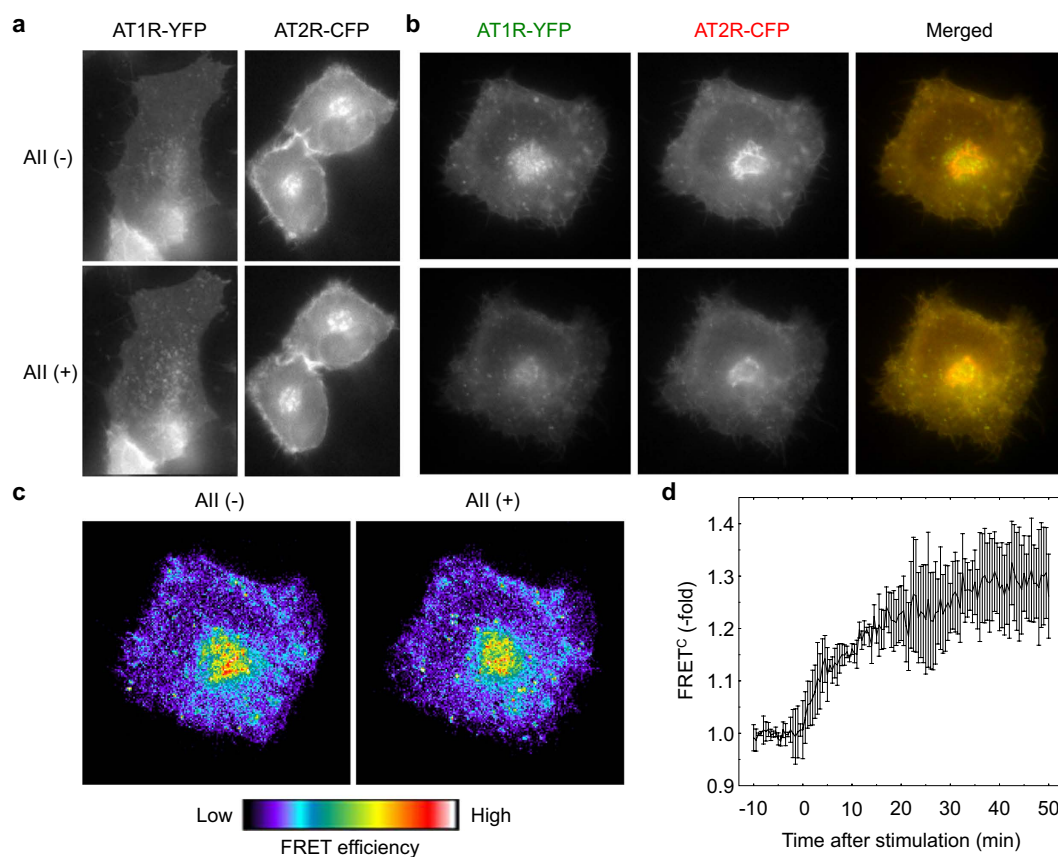 a
AT1R-YFP
AT2R-CFP
AII (-)
AII (+)
b
AT1R-YFP
AT2R-CFP
Merged
c
AII (-)
AII (+)
Low
High
FRET efficiency
d
FRETᶜ (-fold)
1.4
1.3
1.2
1.1
1.0
0.9
-10 0 10 20 30 40 50
Time after stimulation (min)